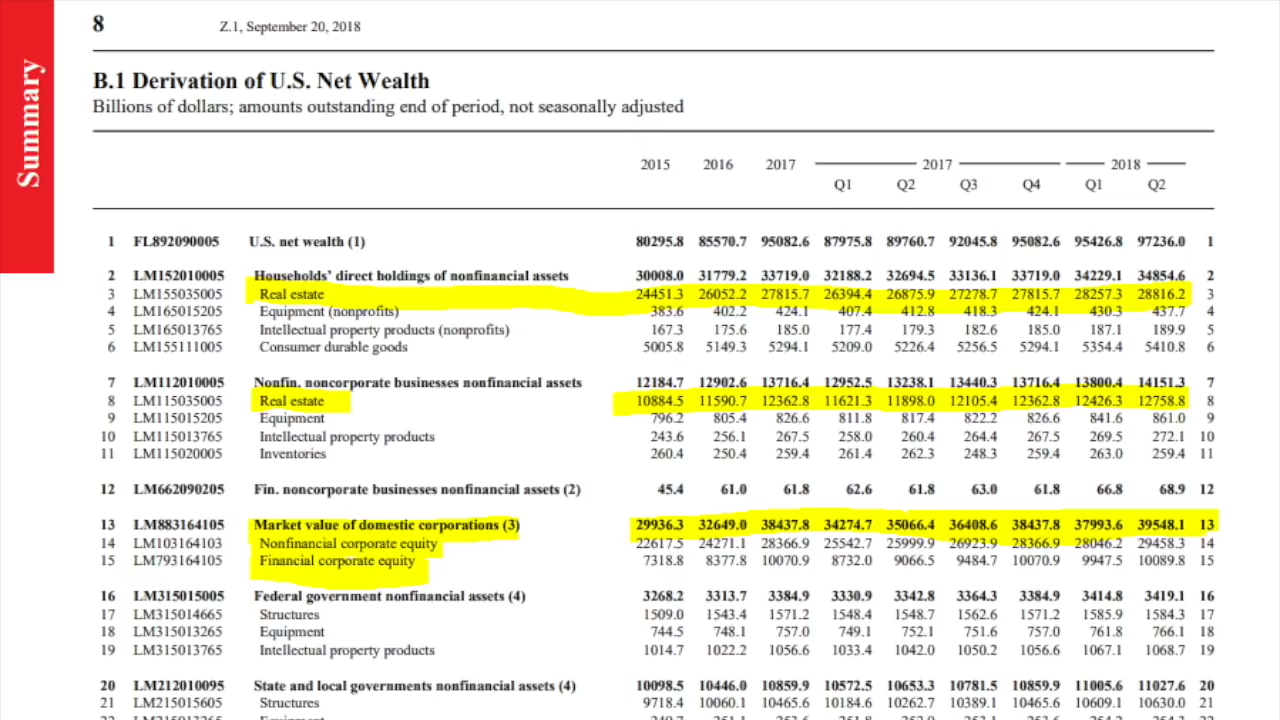 Summary
8 Z.1, September 20, 2018
B.1 Derivation of U.S. Net Wealth
Billions of dollars; amounts outstanding end of period, not seasonally adjusted
2015 2016 2017 2017 2018
Q1 Q2 Q3 Q4 Q1 Q2
1 FL892090005 U.S. net wealth (1) 80295.8 85570.7 95082.6 87975.8 89760.7 92045.8 95082.6 95426.8 97236.0 1
2 LM152010005 Households' direct holdings of nonfinancial assets 30008.0 31779.2 33719.0 32188.2 32694.5 33136.1 33719.0 34229.1 34854.6 2
3 LM155035005 Real estate 24451.3 26052.2 27815.7 26394.4 26875.9 27278.7 27815.7 28257.3 28816.2 3
4 LM165015205 Equipment (nonprofits) 383.6 402.2 424.1 407.4 412.8 418.3 424.1 430.3 437.7 4
5 LM165013765 Intellectual property products (nonprofits) 167.3 175.6 185.0 177.4 179.3 182.6 185.0 187.1 189.9 5
6 LM155111005 Consumer durable goods 5005.8 5149.3 5294.1 5209.0 5226.4 5256.5 5294.1 5354.4 5410.8 6
7 LM112010005 Nonfin. noncorporate businesses nonfinancial assets 12184.7 12902.6 13716.4 12952.5 13238.1 13440.3 13716.4 13800.4 14151.3 7
8 LM115035005 Real estate 10884.5 11590.7 12362.8 11621.3 11898.0 12105.4 12362.8 12426.3 12758.8 8
9 LM115015205 Equipment 796.2 805.4 826.6 811.8 817.4 822.2 826.6 841.6 861.0 9
10 LM115013765 Intellectual property products 243.6 256.1 267.5 258.0 260.4 264.4 267.5 269.5 272.1 10
11 LM115020005 Inventories 260.4 250.4 259.4 261.4 262.3 248.3 259.4 263.0 259.4 11
12 LM662090205 Fin. noncorporate businesses nonfinancial assets (2) 45.4 61.0 61.8 62.6 61.8 63.0 61.8 66.8 68.9 12
13 LM883164105 Market value of domestic corporations (3) 29936.3 32649.0 38437.8 34274.7 35066.4 36408.6 38437.8 37993.6 39548.1 13
14 LM103164103 Nonfinancial corporate equity 22617.5 24271.1 28366.9 25542.7 25999.9 26923.9 28366.9 28046.2 29458.3 14
15 LM793164105 Financial corporate equity 7318.8 8377.8 10070.9 8732.0 9066.5 9484.7 10070.9 9947.5 10089.8 15
16 LM315015005 Federal government nonfinancial assets (4) 3268.2 3313.7 3384.9 3330.9 3342.8 3364.3 3384.9 3414.8 3419.1 16
17 LM315014665 Structures 1509.0 1543.4 1571.2 1548.4 1548.7 1562.6 1571.2 1585.9 1584.3 17
18 LM315013265 Equipment 744.5 748.1 757.0 749.1 752.1 751.6 757.0 761.8 766.1 18
19 LM315013765 Intellectual property products 1014.7 1022.2 1056.6 1033.4 1042.0 1050.2 1056.6 1067.1 1068.7 19
20 LM212010095 State and local governments nonfinancial assets (4) 10098.5 10446.0 10859.9 10572.5 10653.3 10781.5 10859.9 11005.6 11027.6 20
21 LM215015605 Structures 9718.4 10060.1 10465.6 10184.6 10262.7 10389.1 10465.6 10609.1 10630.0 21